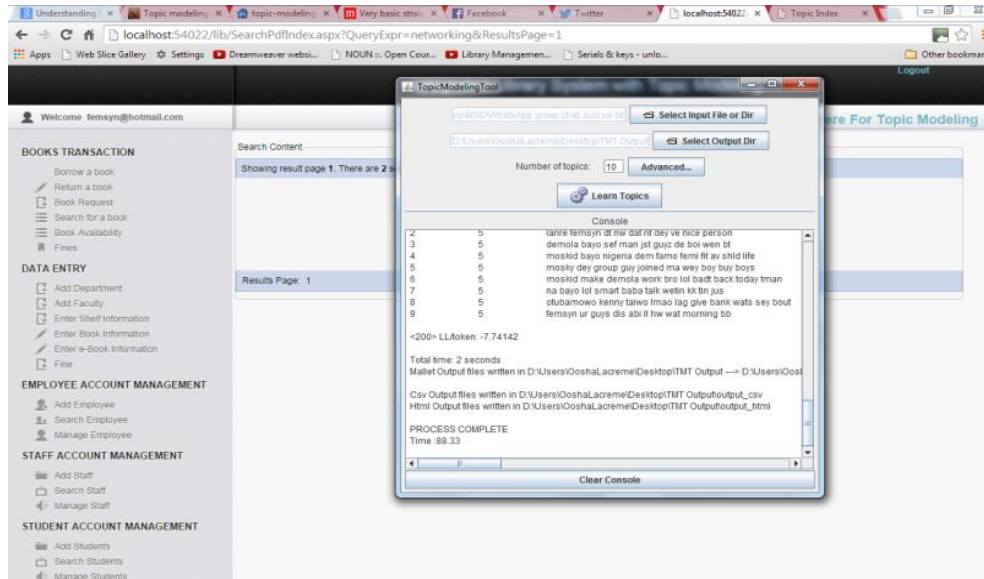 Understanding
Topic modeling
topic-modeling
Very basic strat
Facebook
Twitter
localhost:54022
Topic Index
localhost:54022/lib/SearchPdfIndex.aspx?QueryExpr=networking&ResultsPage=1
Apps
Web Slice Gallery
Settings
Dreamweaver websi...
NOUN :: Open Cour...
Library Managemen...
Serials & keys - unlo...
Other bookmar
Logout
Welcome femsyn@hotmail.com
ere For Topic Modeling
BOOKS TRANSACTION
Borrow a book
Return a book
Book Request
Search for a book
Book Availability
Fines
DATA ENTRY
Add Department
Add Faculty
Enter Shelf Information
Enter Book Information
Enter e-Book Information
Fine
EMPLOYEE ACCOUNT MANAGEMENT
Add Employee
Search Employee
Manage Employee
STAFF ACCOUNT MANAGEMENT
Add Staff
Search Staff
Manage Staff
STUDENT ACCOUNT MANAGEMENT
Add Students
Search Students
Manage Students
Search Content
Showing result page 1. There are 2 s
Results Page: 1
TopicModelingTool
Select Input File or Dir
D:\Users\OoshaLacreme\Desktop\TMT Output
Select Output Dir
Number of topics: 10 Advanced...
Learn Topics
Console
2 5 lanre femsyn dt nw dat rit dey ve nice person
3 5 demola bayo sef man jst guyz de boi wen bt
4 5 moskid bayo nigeria dem famo femi fit av shld life
5 5 mosky dey group guy joined ma wey boy buy boys
6 5 moskid make demola work bro lol badt back today tman
7 5 na bayo lol smart baba talk wetin kk tin jus
8 5 otubamowo kenny taiwo lmao lag give bank wats sey bout
9 5 femsyn ur guys dis abi ll hw wat morning bb
<200> LL/token: -7.74142
Total time: 2 seconds
Mallet Output files written in D:\Users\OoshaLacreme\Desktop\TMT Output ---> D:\Users\Oosl
Csv Output files written in D:\Users\OoshaLacreme\Desktop\TMT Output\output_csv
Html Output files written in D:\Users\OoshaLacreme\Desktop\TMT Output\output_html
PROCESS COMPLETE
Time :88.33
Clear Console